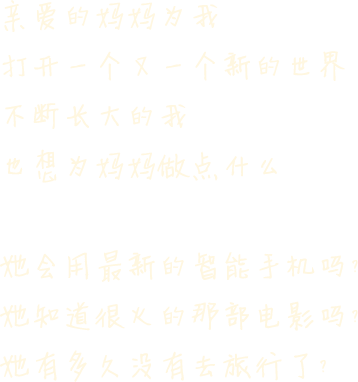 亲爱的妈妈为我
打开一个又一个新的世界
不断长大的我
也想为妈妈做点什么
她会用最新的智能手机吗？
她知道很火的那部电影吗？
她有多久没有去旅行了？